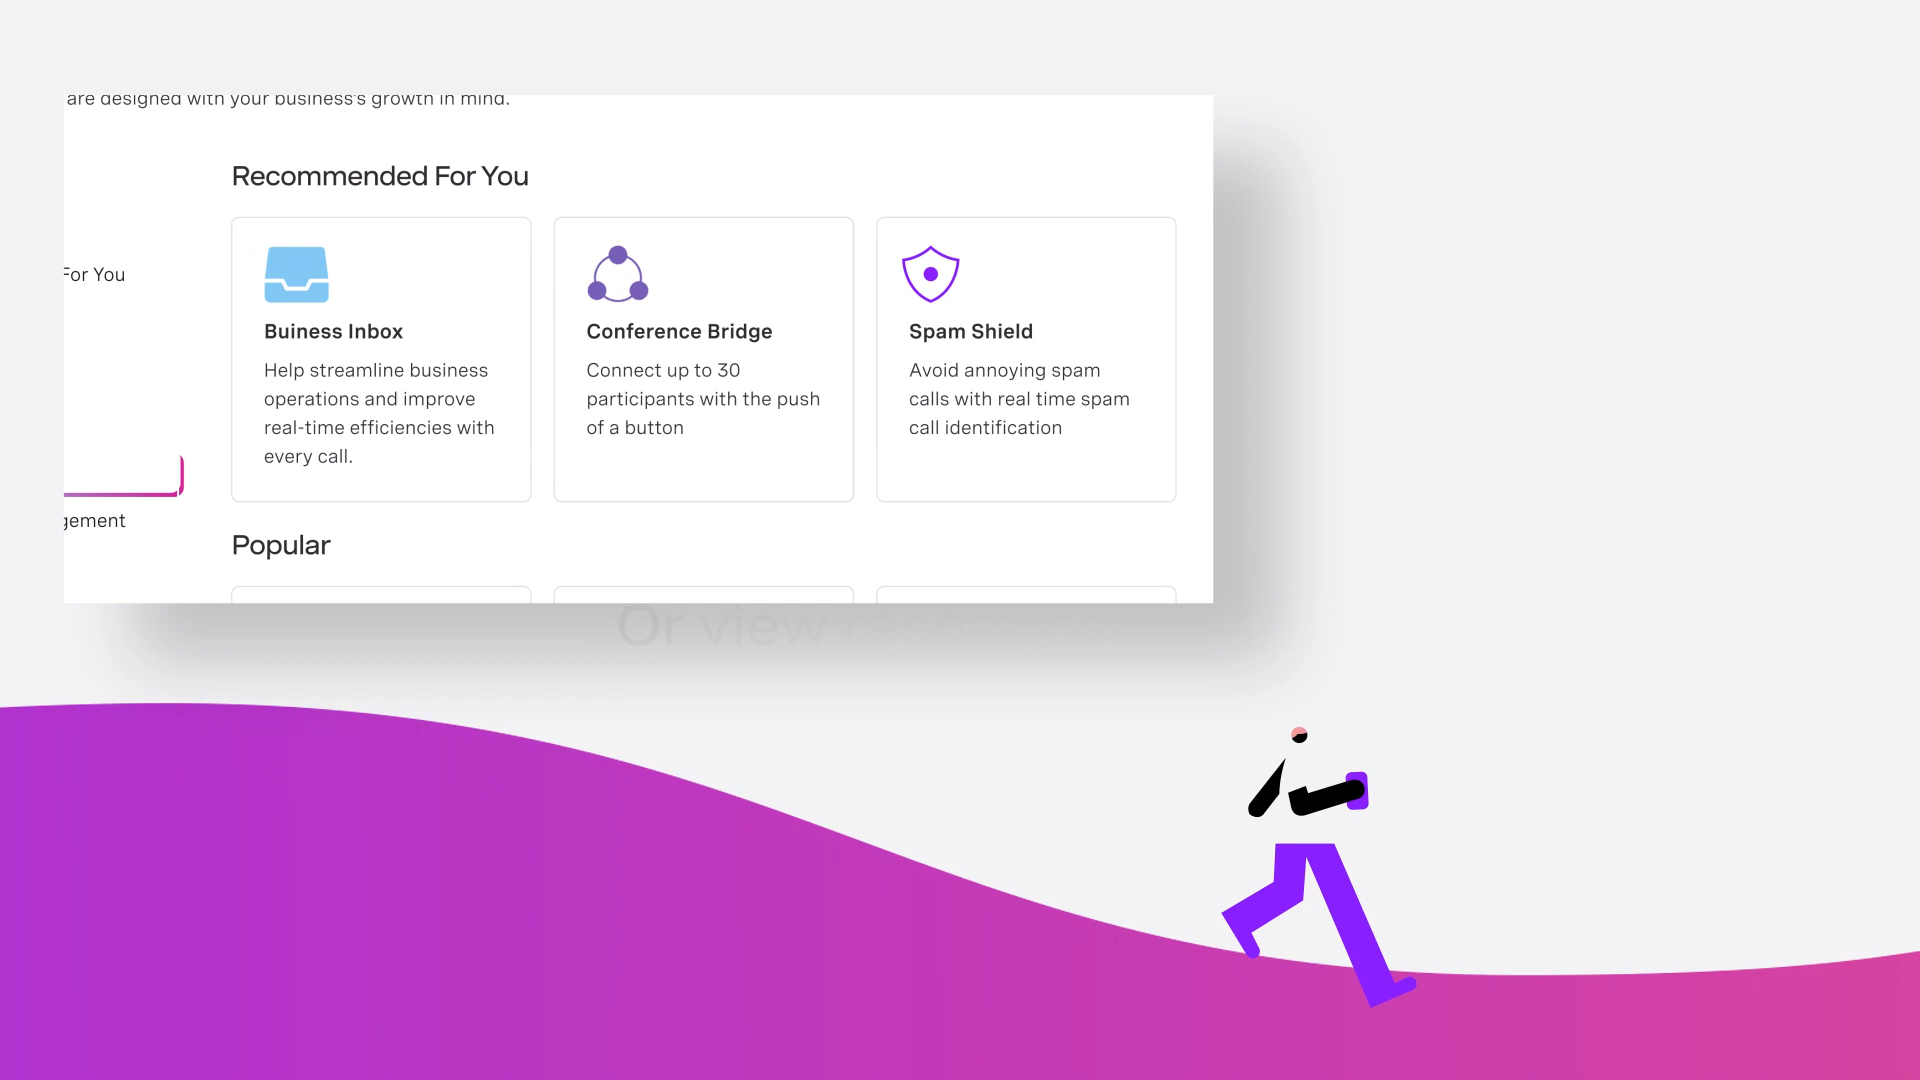 are designed with your business's growth in mind.
Recommended For You
For You
Buiness Inbox
Help streamline business
operations and improve
real-time efficiencies with
every call.
Conference Bridge
Connect up to 30
participants with the push
of a button
Spam Shield
Avoid annoying spam
calls with real time spam
call identification
gement
Popular
Or view